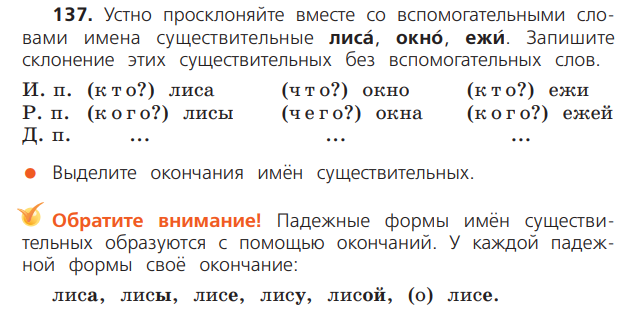 137. Устно просклоняйте вместе со вспомогательными сло-
вами имена существительные лиса́, окно́, ежи́. Запишите
склонение этих существительных без вспомогательных слов.
И. п. (кто?) лиса (что?) окно (кто?) ежи
Р. п. (кого?) лисы (чего?) окна (кого?) ежей
Д. п. ... ... ...
● Выделите окончания имён существительных.
Обратите внимание! Падежные формы имён существи-
тельных образуются с помощью окончаний. У каждой падеж-
ной формы своё окончание:
лиса, лисы, лисе, лису, лисой, (о) лисе.